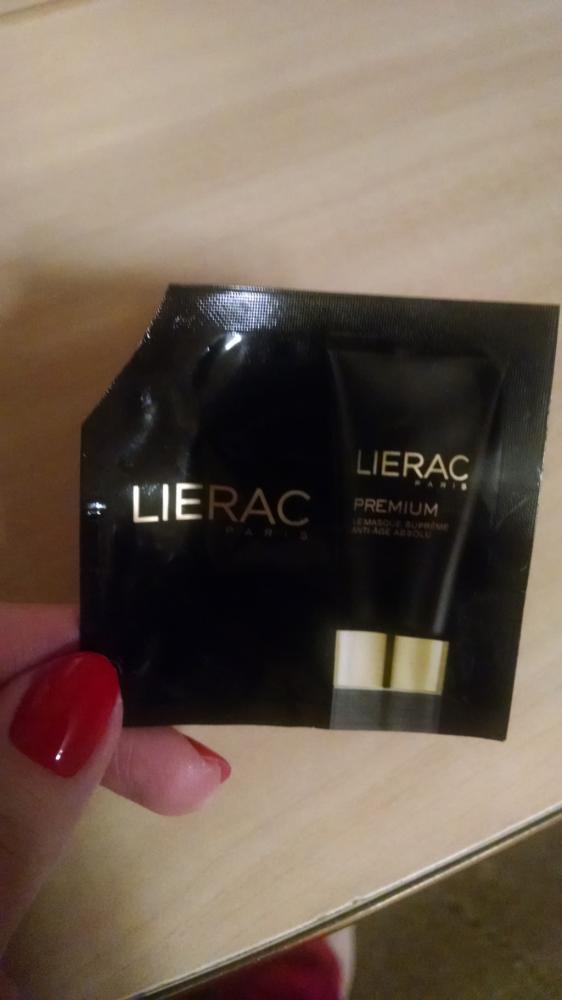 LIERAC
PARIS
LIERAC
PARIS
PREMIUM
LE MASQUE SUPRÊME
ANTI-ÂGE ABSOLU